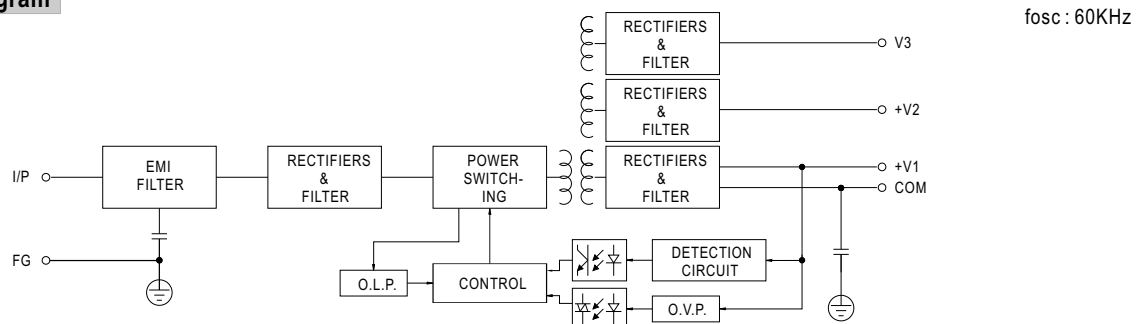 fosc : 60KHz
RECTIFIERS
&
FILTER
V3
RECTIFIERS
&
FILTER
+V2
I/P
EMI
FILTER
RECTIFIERS
&
FILTER
POWER
SWITCH-
ING
RECTIFIERS
&
FILTER
+V1
COM
FG
O.L.P.
CONTROL
DETECTION
CIRCUIT
O.V.P.